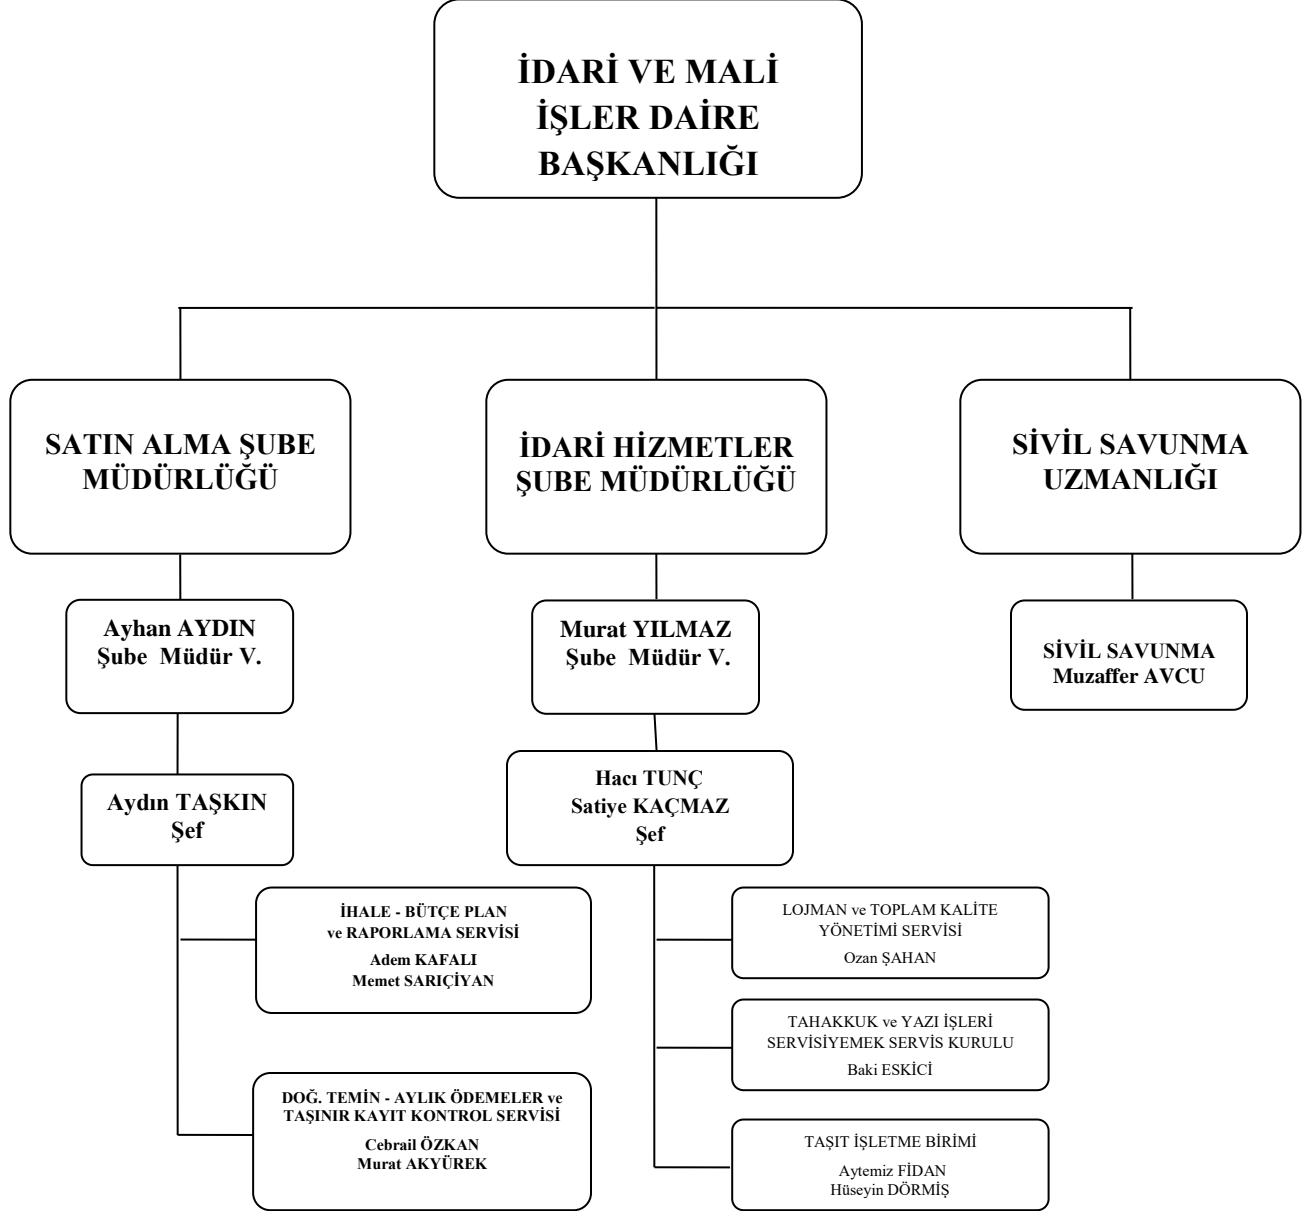 İDARİ VE MALİ
İŞLER DAİRE
BAŞKANLIĞI
SATIN ALMA ŞUBE
MÜDÜRLÜĞÜ
İDARİ HİZMETLER
ŞUBE MÜDÜRLÜĞÜ
SİVİL SAVUNMA
UZMANLIĞI
Ayhan AYDIN
Şube Müdür V.
Murat YILMAZ
Şube Müdür V.
SİVİL SAVUNMA
Muzaffer AVCU
Aydın TAŞKIN
Şef
Hacı TUNÇ
Satiye KAÇMAZ
Şef
İHALE - BÜTÇE PLAN
ve RAPORLAMA SERVİSİ
Adem KAFALI
Memet SARIÇİYAN
DOĞ. TEMİN - AYLIK ÖDEMELER ve
TAŞINIR KAYIT KONTROL SERVİSİ
Cebrail ÖZKAN
Murat AKYÜREK
LOJMAN ve TOPLAM KALİTE
YÖNETİMİ SERVİSİ
Ozan ŞAHAN
TAHAKKUK ve YAZI İŞLERİ
SERVİSİYEMEK SERVİS KURULU
Baki ESKİCİ
TAŞIT İŞLETME BİRİMİ
Aytemiz FİDAN
Hüseyin DÖRMİŞ